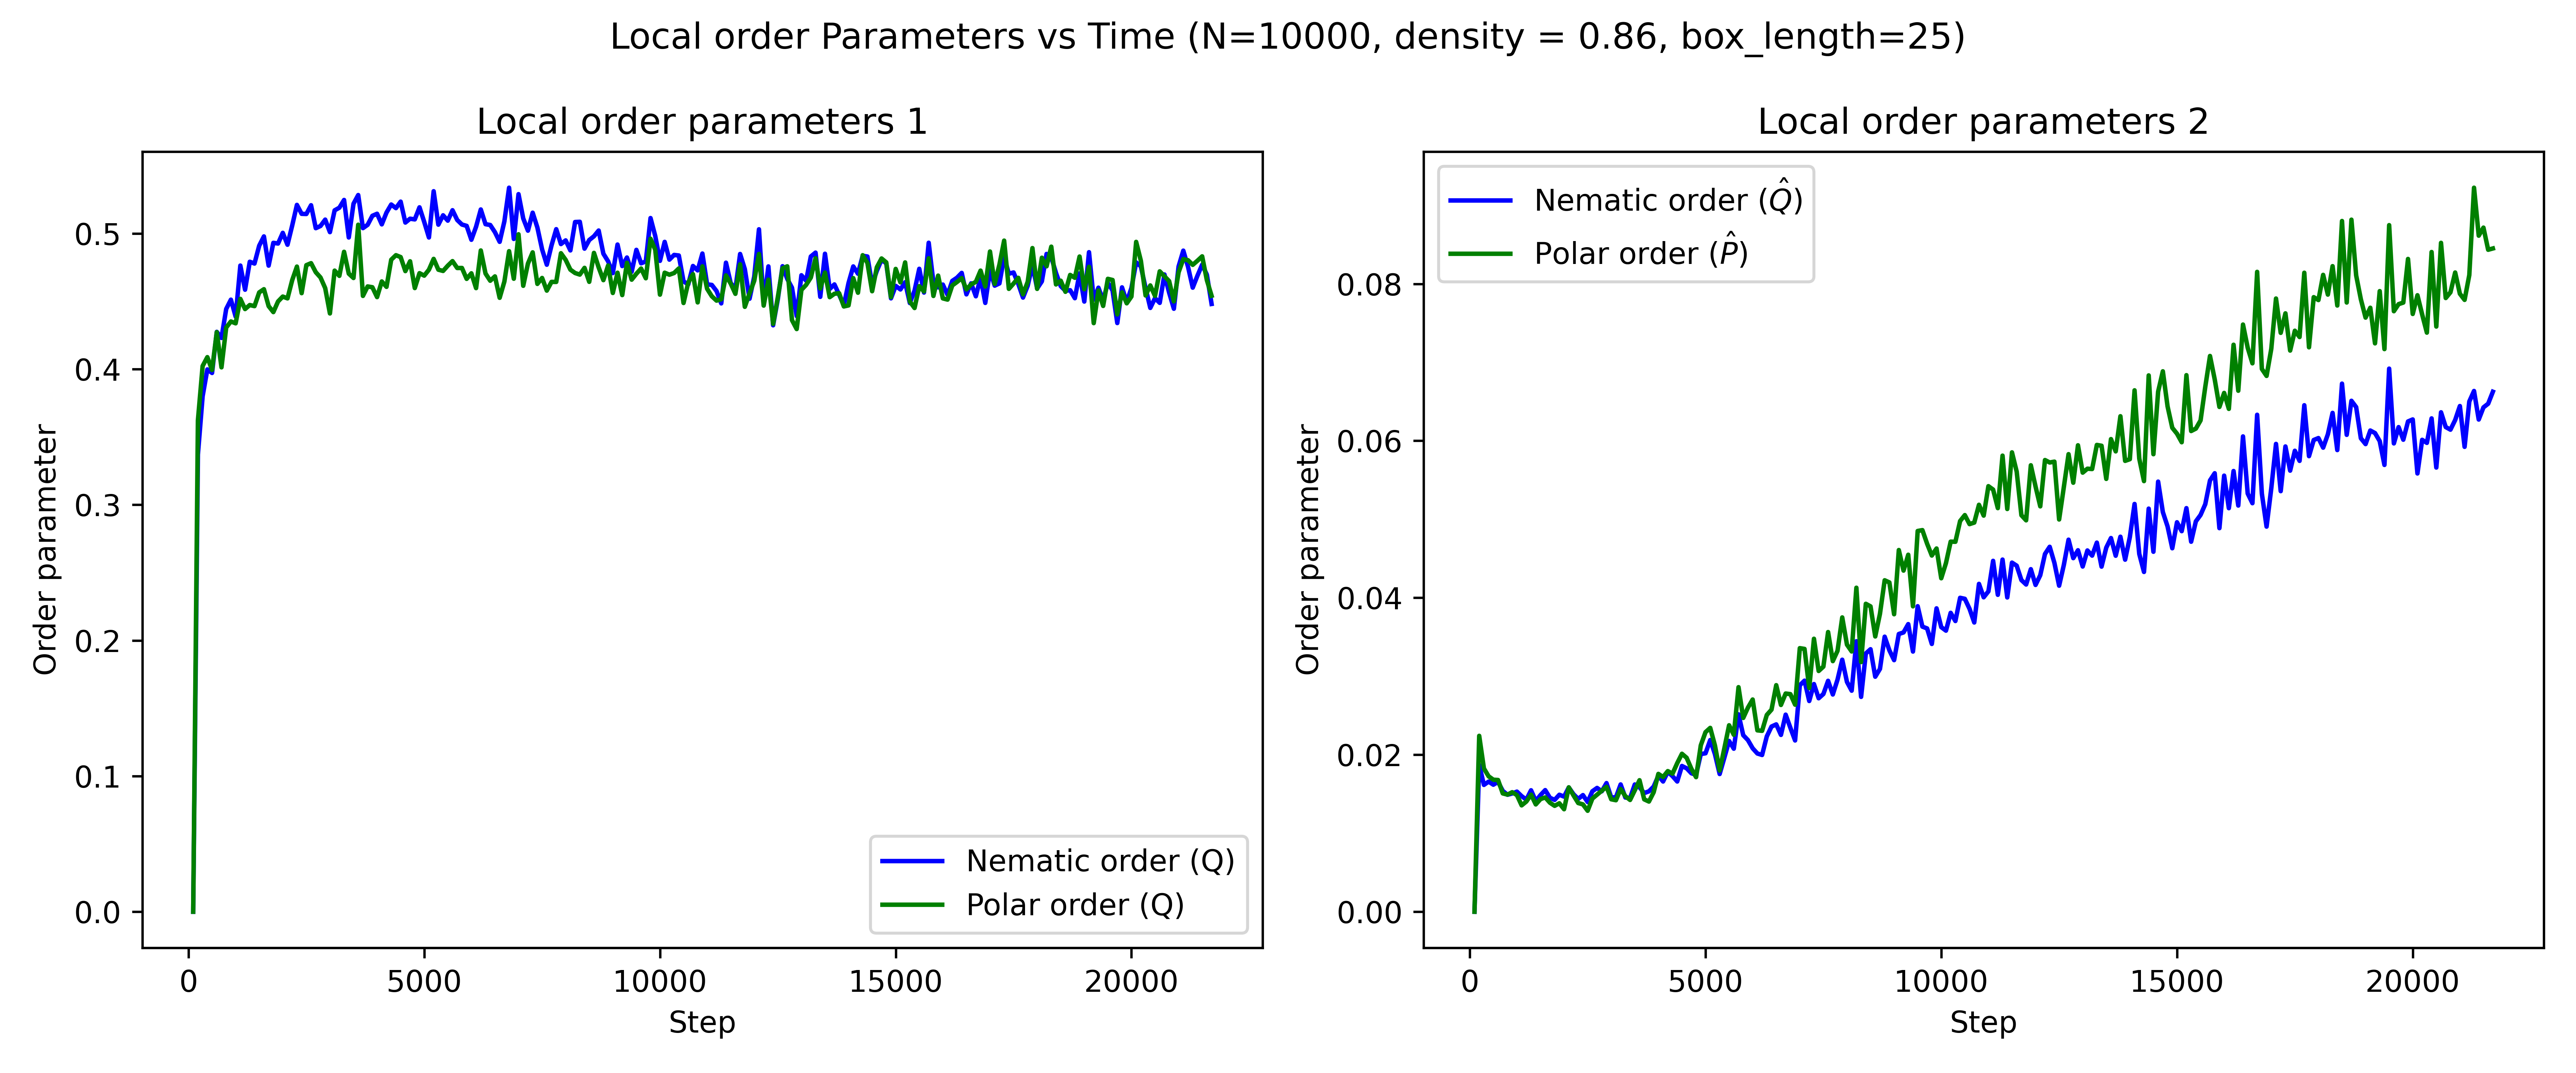 Local order Parameters vs Time (N=10000, density = 0.86, box_length=25)
Local order parameters 1
Order parameter
0.5
0.4
0.3
0.2
0.1
0.0
Nematic order (Q)
Polar order (Q)
0
5000
10000
15000
20000
Step
Local order parameters 2
Nematic order (Q̂)
Polar order (P̂)
Order parameter
0.08
0.06
0.04
0.02
0.00
0
5000
10000
15000
20000
Step